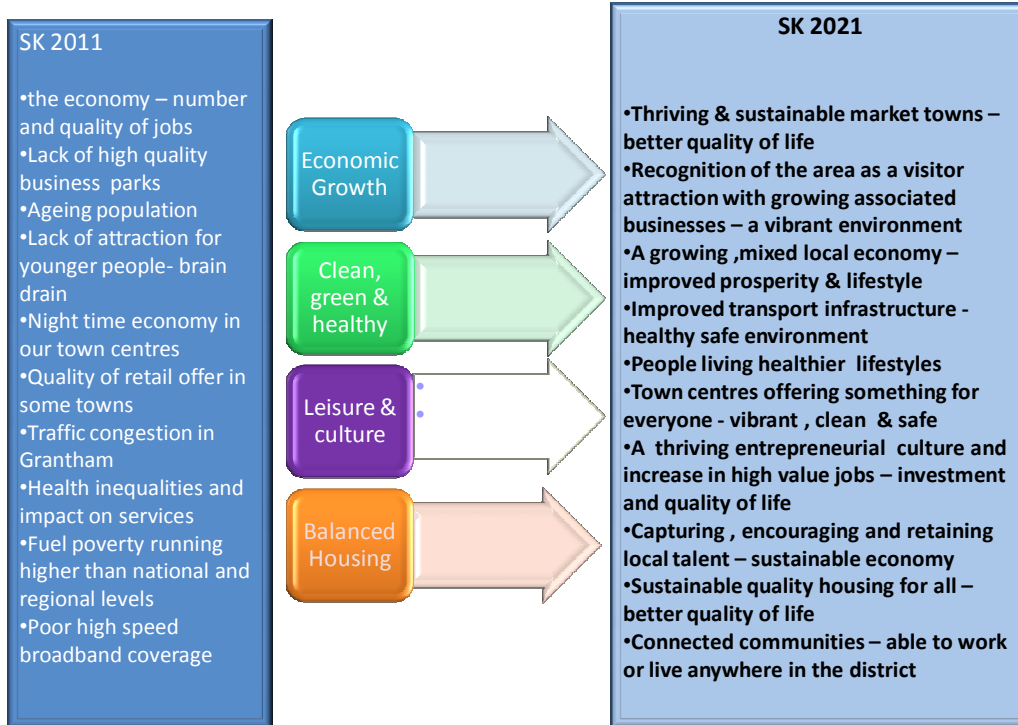 SK 2011
•the economy – number
and quality of jobs
•Lack of high quality
business parks
•Ageing population
•Lack of attraction for
younger people- brain
drain
•Night time economy in
our town centres
•Quality of retail offer in
some towns
•Traffic congestion in
Grantham
•Health inequalities and
impact on services
•Fuel poverty running
higher than national and
regional levels
•Poor high speed
broadband coverage
Economic
Growth
Clean,
green &
healthy
Leisure &
culture
Balanced
Housing
SK 2021
•Thriving & sustainable market towns –
better quality of life
•Recognition of the area as a visitor
attraction with growing associated
businesses – a vibrant environment
•A growing ,mixed local economy –
improved prosperity & lifestyle
•Improved transport infrastructure -
healthy safe environment
•People living healthier lifestyles
•Town centres offering something for
everyone - vibrant , clean & safe
•A thriving entrepreneurial culture and
increase in high value jobs – investment
and quality of life
•Capturing , encouraging and retaining
local talent – sustainable economy
•Sustainable quality housing for all –
better quality of life
•Connected communities – able to work
or live anywhere in the district